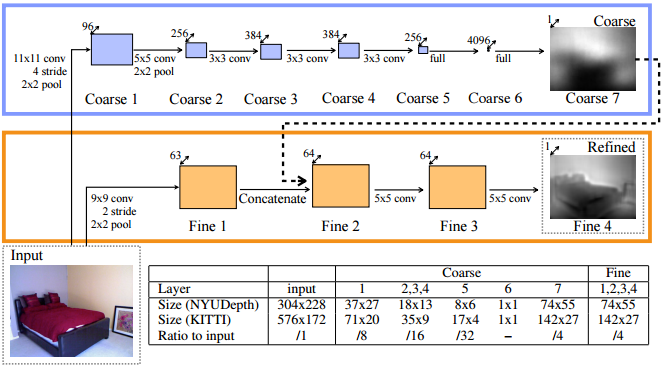 96
256
384
384
256
4096
1
Coarse
11x11 conv
4 stride
2x2 pool
5x5 conv
2x2 pool
3x3 conv
3x3 conv
3x3 conv
full
full
Coarse 1
Coarse 2
Coarse 3
Coarse 4
Coarse 5
Coarse 6
Coarse 7
63
64
64
1
Refined
9x9 conv
2 stride
2x2 pool
Concatenate
5x5 conv
5x5 conv
Fine 1
Fine 2
Fine 3
Fine 4
Input
Coarse Fine
Layer input 1 2,3,4 5 6 7 1,2,3,4
Size (NYUDepth) 304x228 37x27 18x13 8x6 1x1 74x55 74x55
Size (KITTI) 576x172 71x20 35x9 17x4 1x1 142x27 142x27
Ratio to input /1 /8 /16 /32 – /4 /4